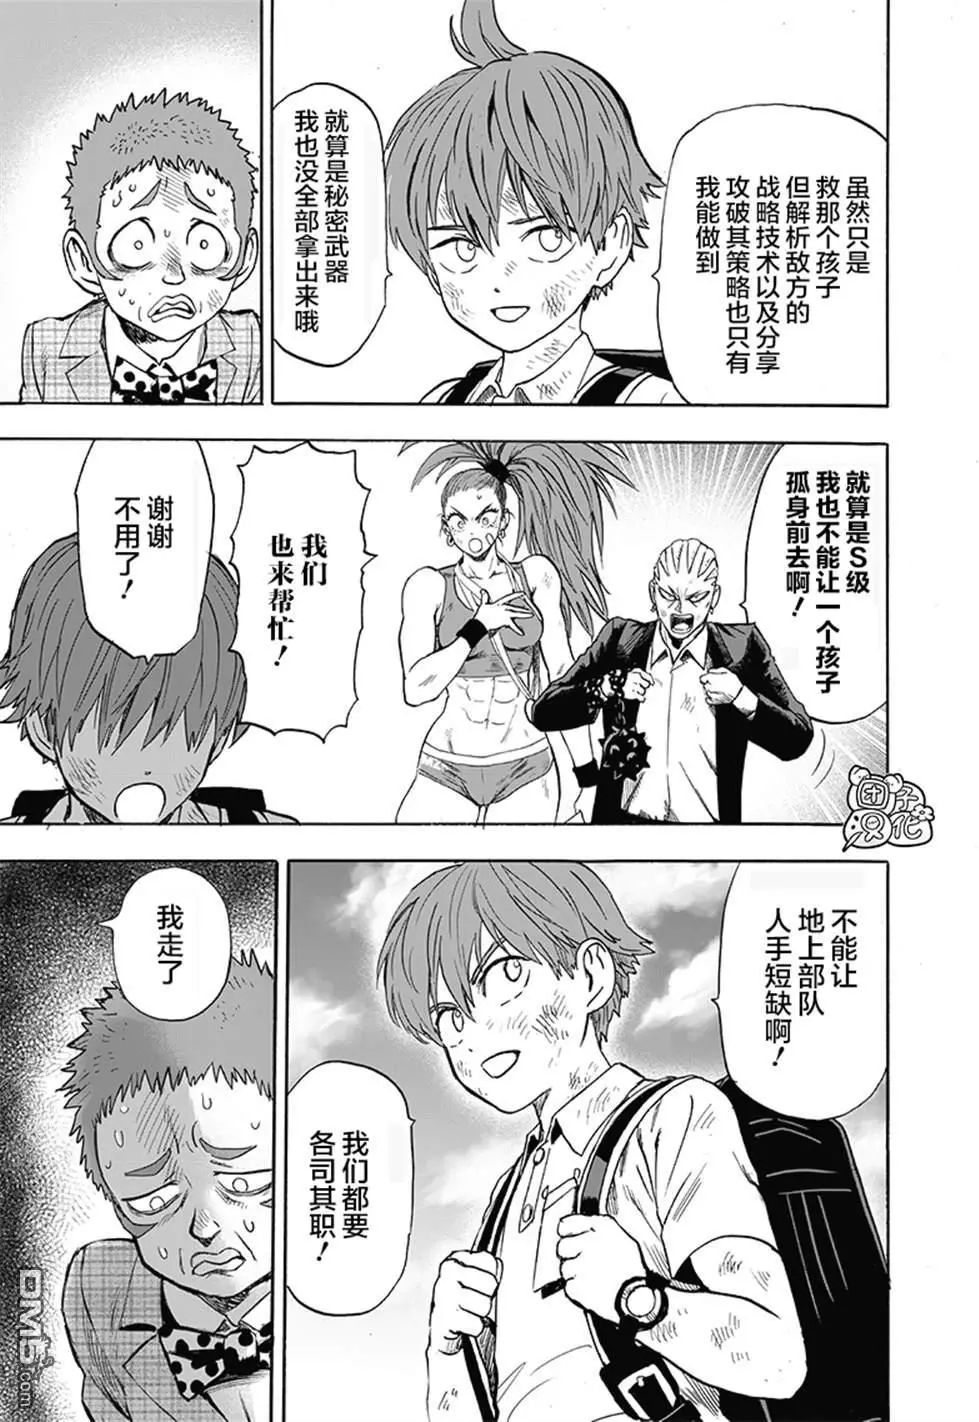 虽然只是
救那个孩子
但解析敌方的
战略技术以及分享
攻破其策略也只有
我能做到
就算是秘密武器
我也没全部拿出来哦
就算是S级
我也不能让一个孩子
孤身前去啊！
我们
也来帮忙！
谢谢
不用了！
团子
汉化
不能让
地上部队
人手短缺啊！
我们都要
各司其职！
我走了
DM5.com